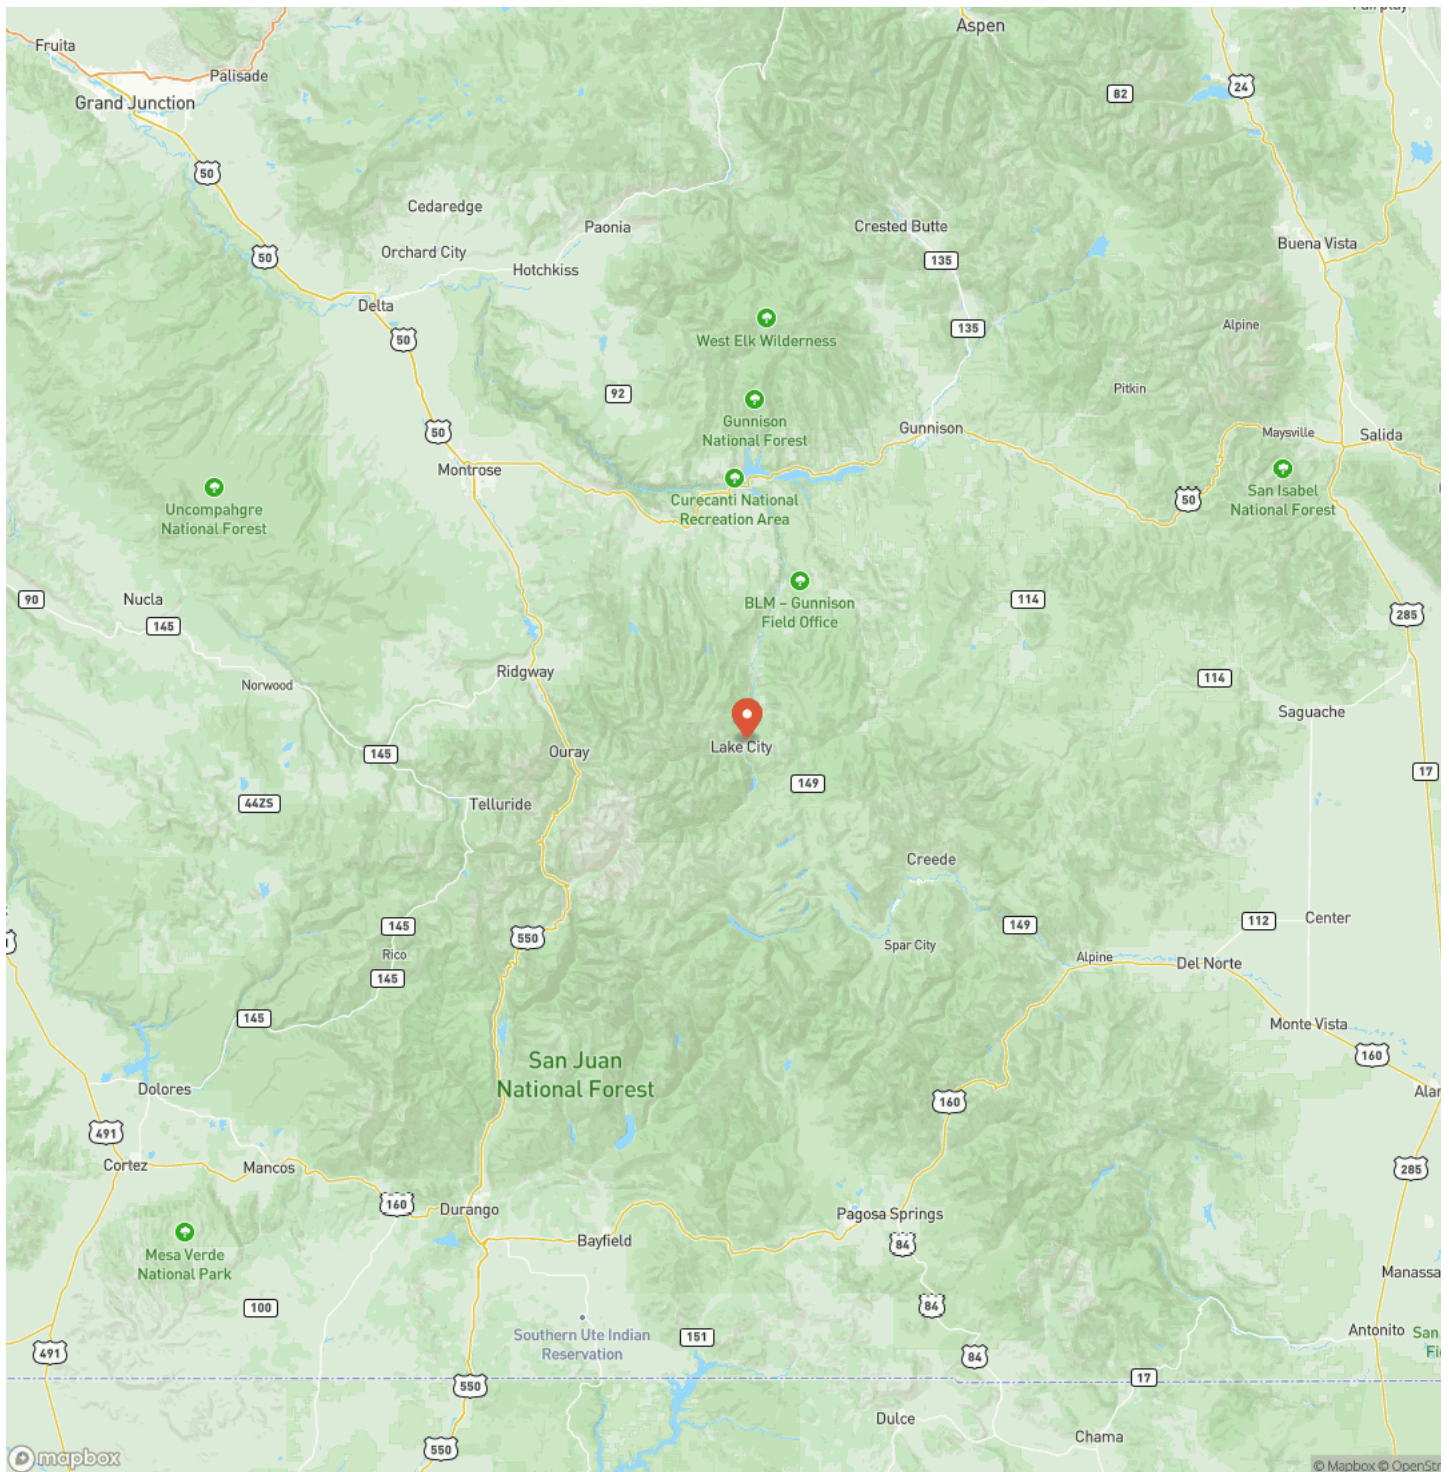 Aspen
Fruita
Palisade
Grand Junction
24
82
50
Cedaredge
Paonia
Crested Butte
Buena Vista
Orchard City
50
135
Hotchkiss
Delta
West Elk Wilderness
135
Alpine
50
92
Pitkin
Gunnison
National Forest
Gunnison
50
Maysville
Salida
Montrose
Curecanti National
Recreation Area
50
San Isabel
National Forest
Uncompahgre
National Forest
90
Nucla
145
BLM – Gunnison
Field Office
114
285
Ridgway
Norwood
114
Saguache
Lake City
145
Ouray
17
149
44ZS
Telluride
Creede
145
550
149
112
Center
Spar City
Rico
Alpine
Del Norte
145
145
Monte Vista
160
San Juan
National Forest
Dolores
160
Alar
491
Cortez
Mancos
285
160
Durango
Pagosa Springs
Bayfield
84
Mesa Verde
National Park
Manassa
100
84
Southern Ute Indian
Reservation
151
Antonito
San
Fi
491
84
550
17
Dulce
Chama
550
mapbox
© Mapbox © OpenStr